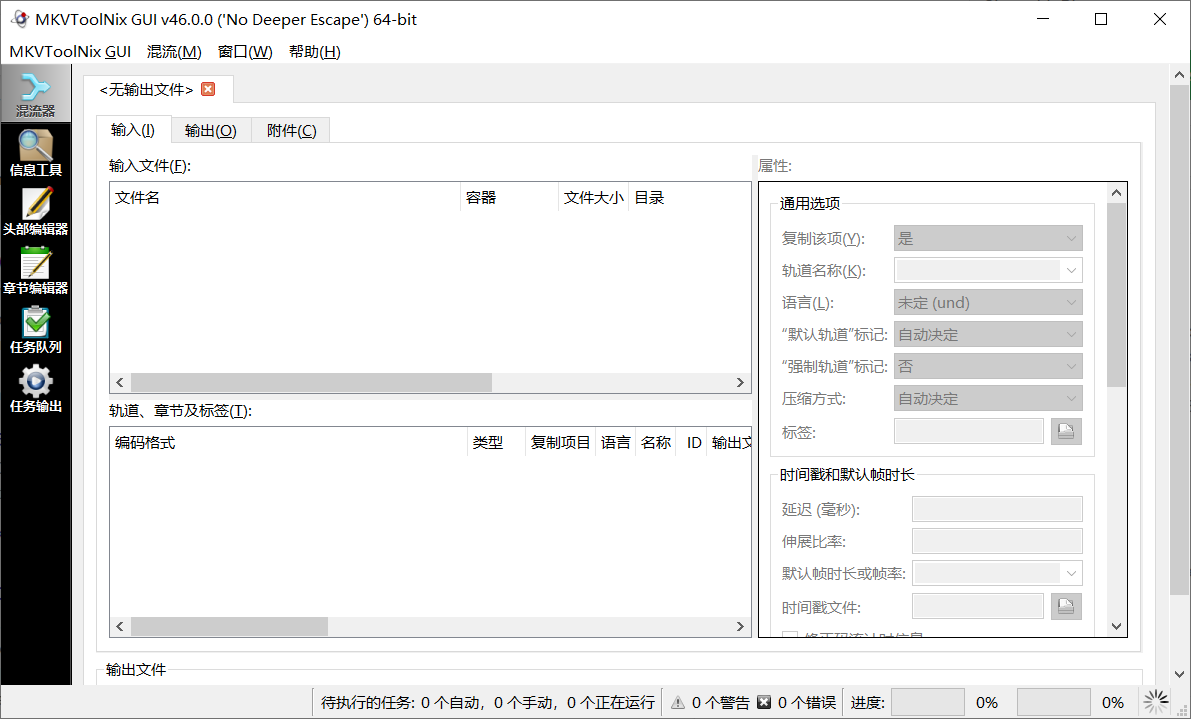 MKVToolNix GUI v46.0.0 ('No Deeper Escape') 64-bit
MKVToolNix GUI 混流(M) 窗口(W) 帮助(H)
混流器
信息工具
头部编辑器
章节编辑器
任务队列
任务输出
<无输出文件>
输入(I) 输出(O) 附件(C)
输入文件(F):
文件名 容器 文件大小 目录
轨道、章节及标签(T):
编码格式 类型 复制项目 语言 名称 ID 输出文
属性:
通用选项
复制该项(Y): 是
轨道名称(K):
语言(L): 未定 (und)
“默认轨道”标记: 自动决定
“强制轨道”标记: 否
压缩方式: 自动决定
标签:
时间戳和默认帧时长
延迟 (毫秒):
伸展比率:
默认帧时长或帧率:
时间戳文件:
输出文件
待执行的任务: 0 个自动，0 个手动，0 个正在运行 0 个警告 0 个错误 进度: 0% 0%